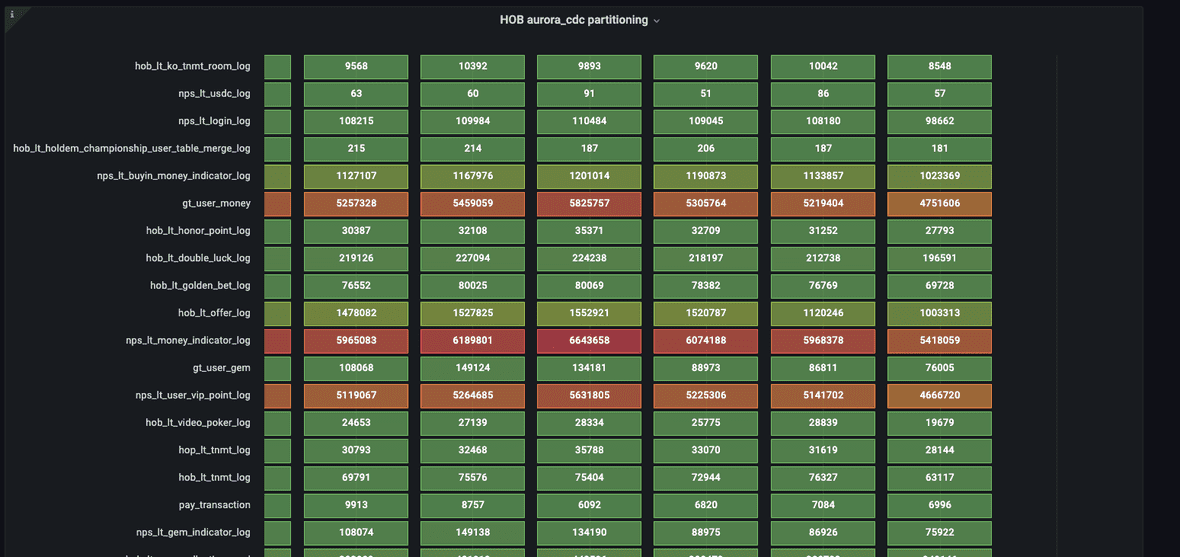 HOB aurora_cdc partitioning
hob_lt_ko_tnmt_room_log 9568 10392 9893 9620 10042 8548
nps_lt_usdc_log 63 60 91 51 86 57
nps_lt_login_log 108215 109984 110484 109045 108180 98662
hob_lt_holdem_championship_user_table_merge_log 215 214 187 206 187 181
nps_lt_buyin_money_indicator_log 1127107 1167976 1201014 1190873 1133857 1023369
gt_user_money 5257328 5459059 5825757 5305764 5219404 4751606
hob_lt_honor_point_log 30387 32108 35371 32709 31252 27793
hob_lt_double_luck_log 219126 227094 224238 218197 212738 196591
hob_lt_golden_bet_log 76552 80025 80069 78382 76769 69728
hob_lt_offer_log 1478082 1527825 1552921 1520787 1120246 1003313
nps_lt_money_indicator_log 5965083 6189801 6643658 6074188 5968378 5418059
gt_user_gem 108068 149124 134181 88973 86811 76005
nps_lt_user_vip_point_log 5119067 5264685 5631805 5225306 5141702 4666720
hob_lt_video_poker_log 24653 27139 28334 25775 28839 19679
hop_lt_tnmt_log 30793 32468 35788 33070 31619 28144
hob_lt_tnmt_log 69791 75576 75404 72944 76327 63117
pay_transaction 9913 8757 6092 6820 7084 6996
nps_lt_gem_indicator_log 108074 149138 134190 88975 86926 75922